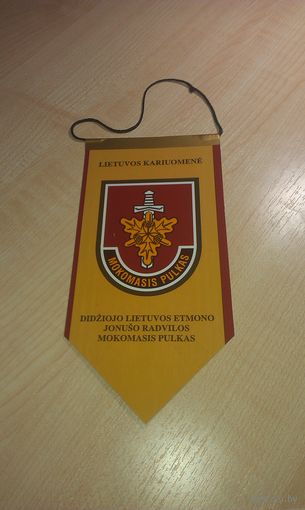 LIETUVOS KARIUOMENĖ
MOKOMASIS PULKAS
DIDŽIOJO LIETUVOS ETMONO
JONUŠO RADVILOS
MOKOMASIS PULKAS